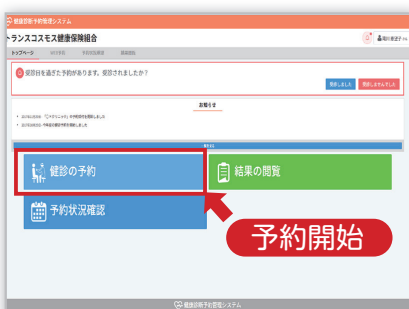 健康診断予約管理システム
トランスコスモス健康保険組合
トップページ
受診日を過ぎた予約があります。受診されましたか？
受診しました 受診しませんでした
お知らせ
健診の予約
結果の閲覧
予約状況確認
予約開始
健康診断予約管理システム